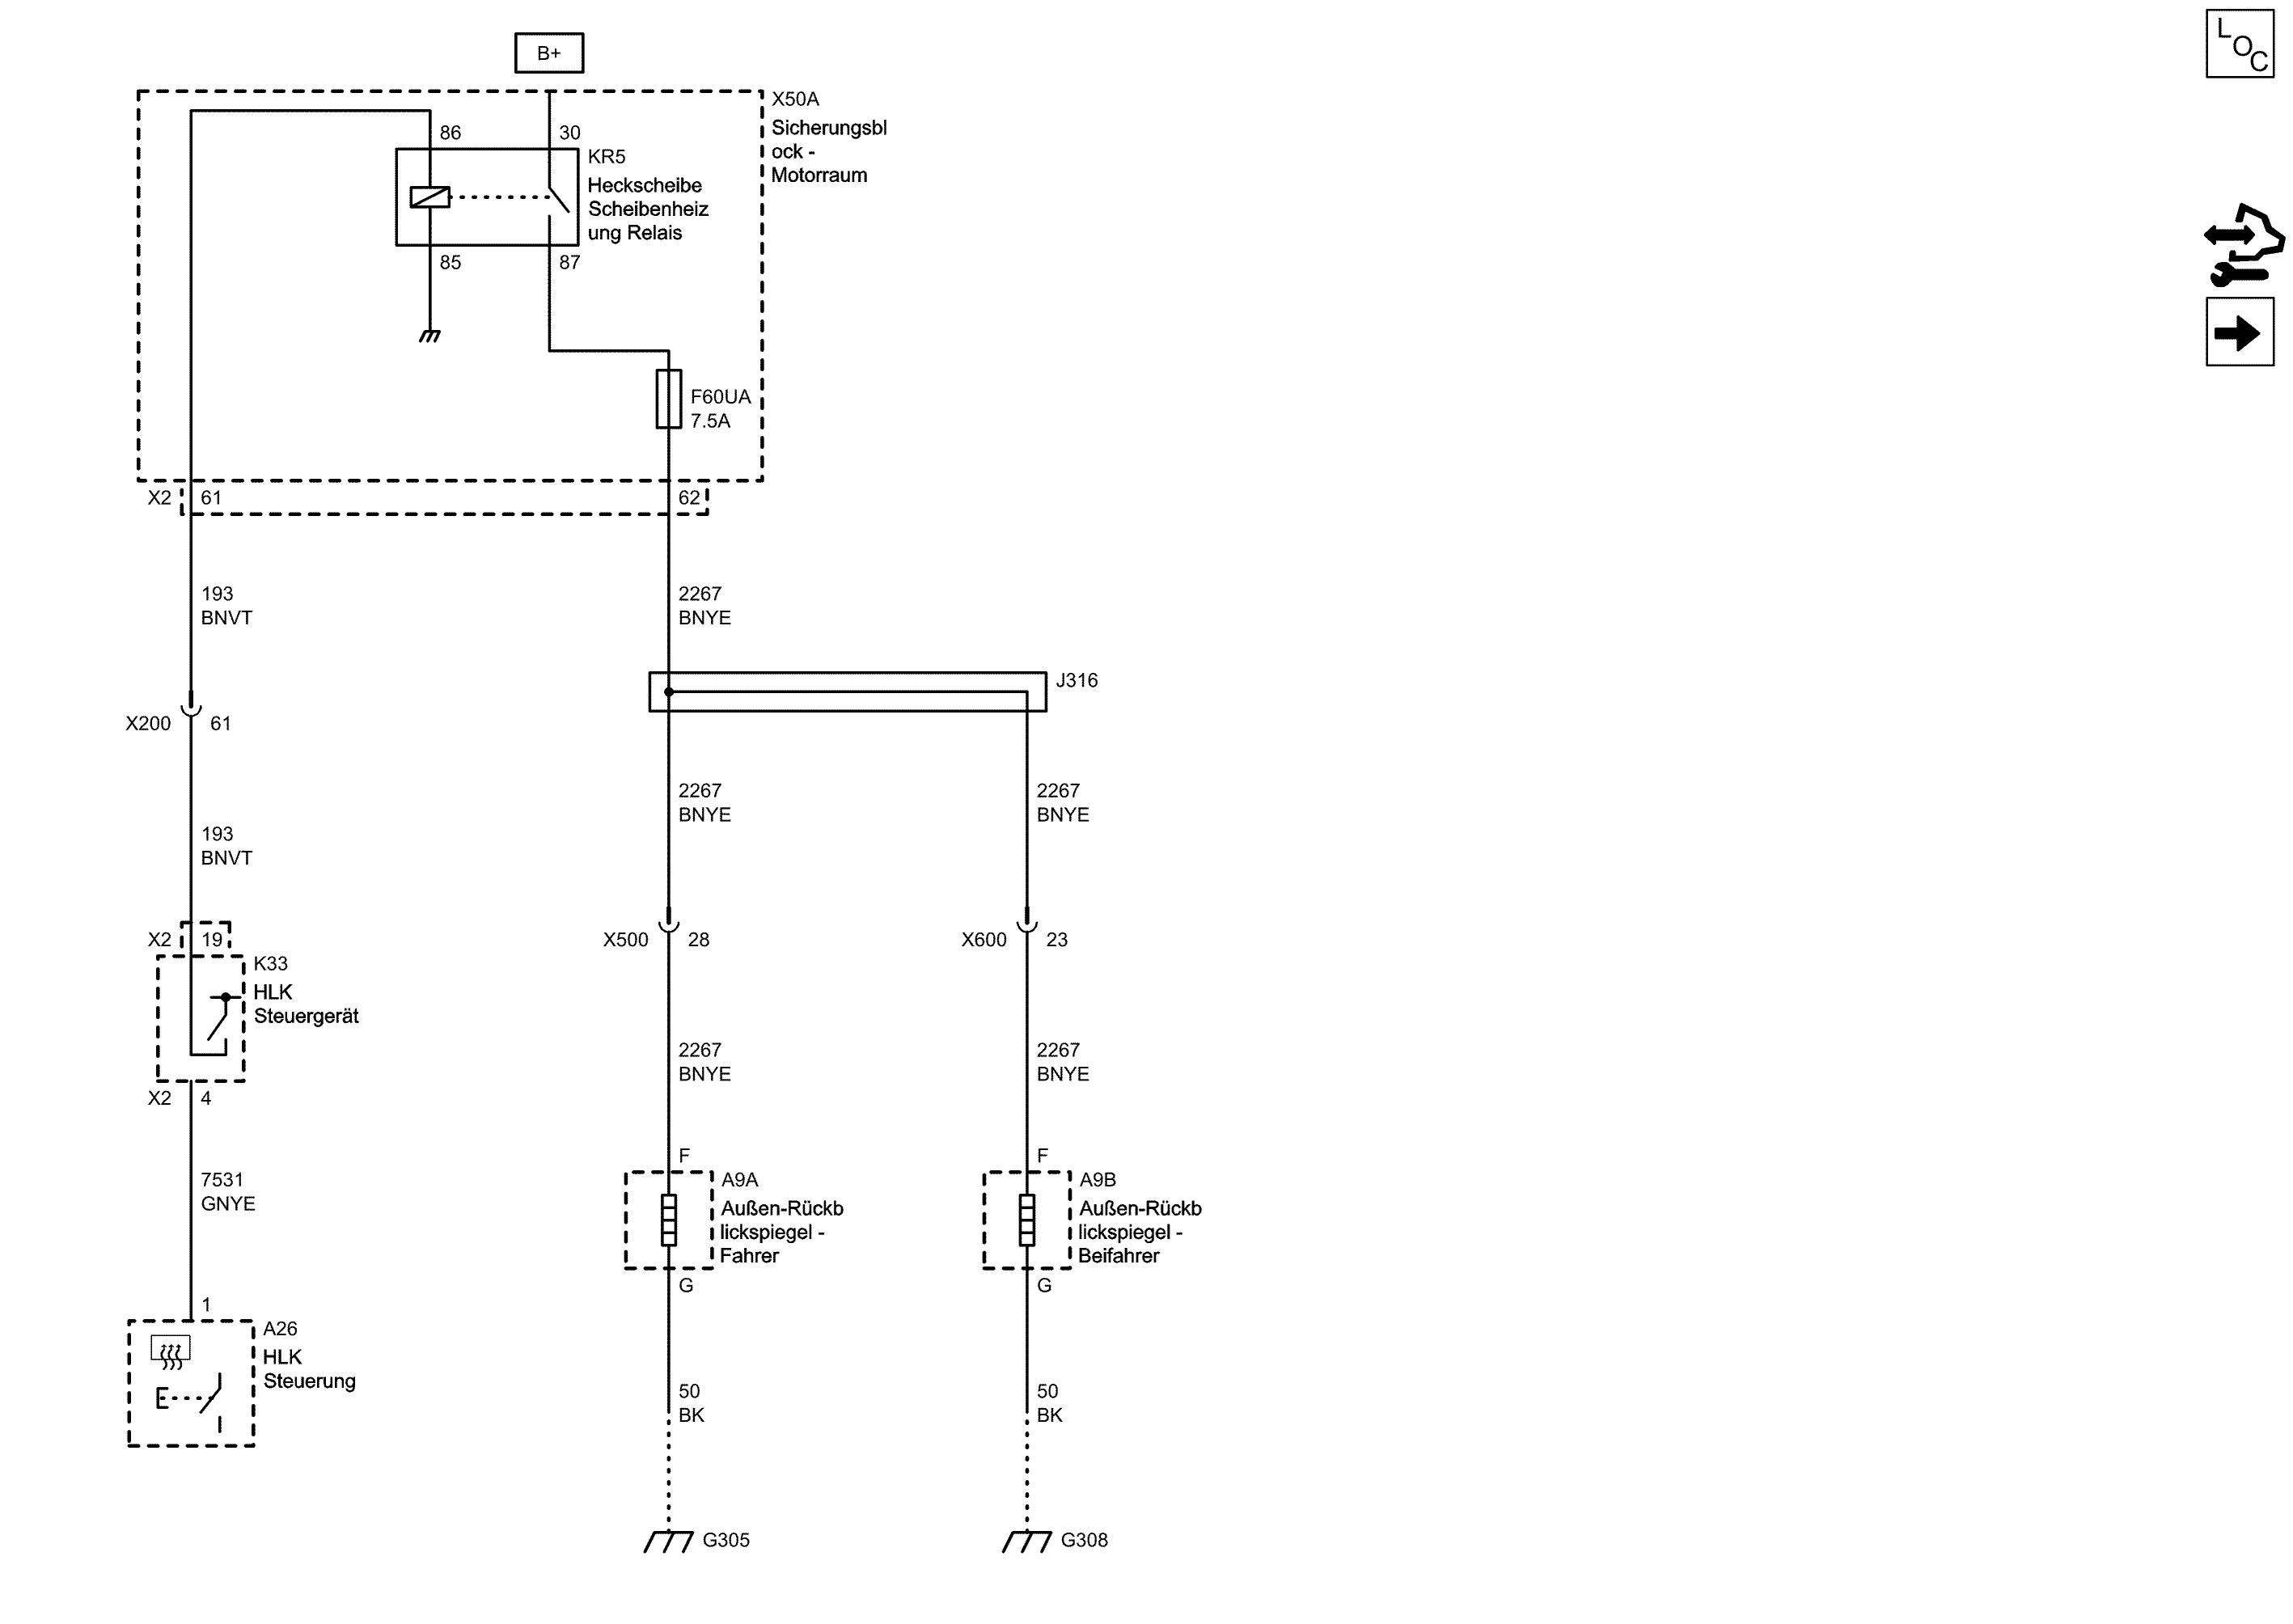 LOC
B+
X50A
Sicherungsbl
ock -
Motorraum
86
30
KR5
Heckscheibe
Scheibenheiz
ung Relais
85
87
F60UA
7.5A
X2
61
62
193
BNVT
2267
BNYE
J316
X200
61
2267
BNYE
2267
BNYE
193
BNVT
X2
19
X500
28
X600
23
K33
HLK
Steuergerät
2267
BNYE
2267
BNYE
X2
4
F
F
7531
GNYE
A9A
Außen-Rückb
lickspiegel -
Fahrer
A9B
Außen-Rückb
lickspiegel -
Beifahrer
G
G
1
A26
HLK
Steuerung
50
BK
50
BK
G305
G308